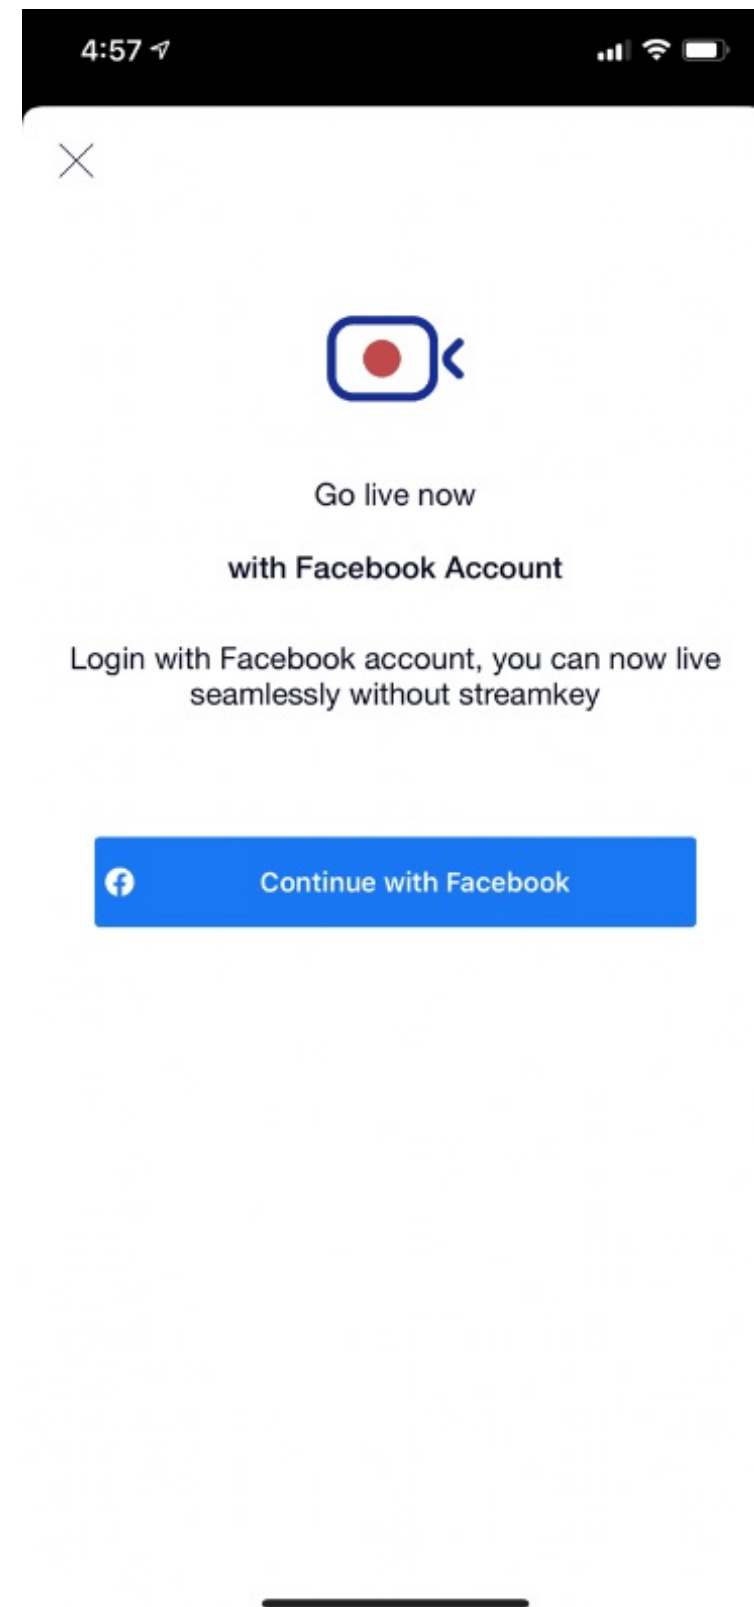 4:57
Go live now
with Facebook Account
Login with Facebook account, you can now live
seamlessly without streamkey
Continue with Facebook